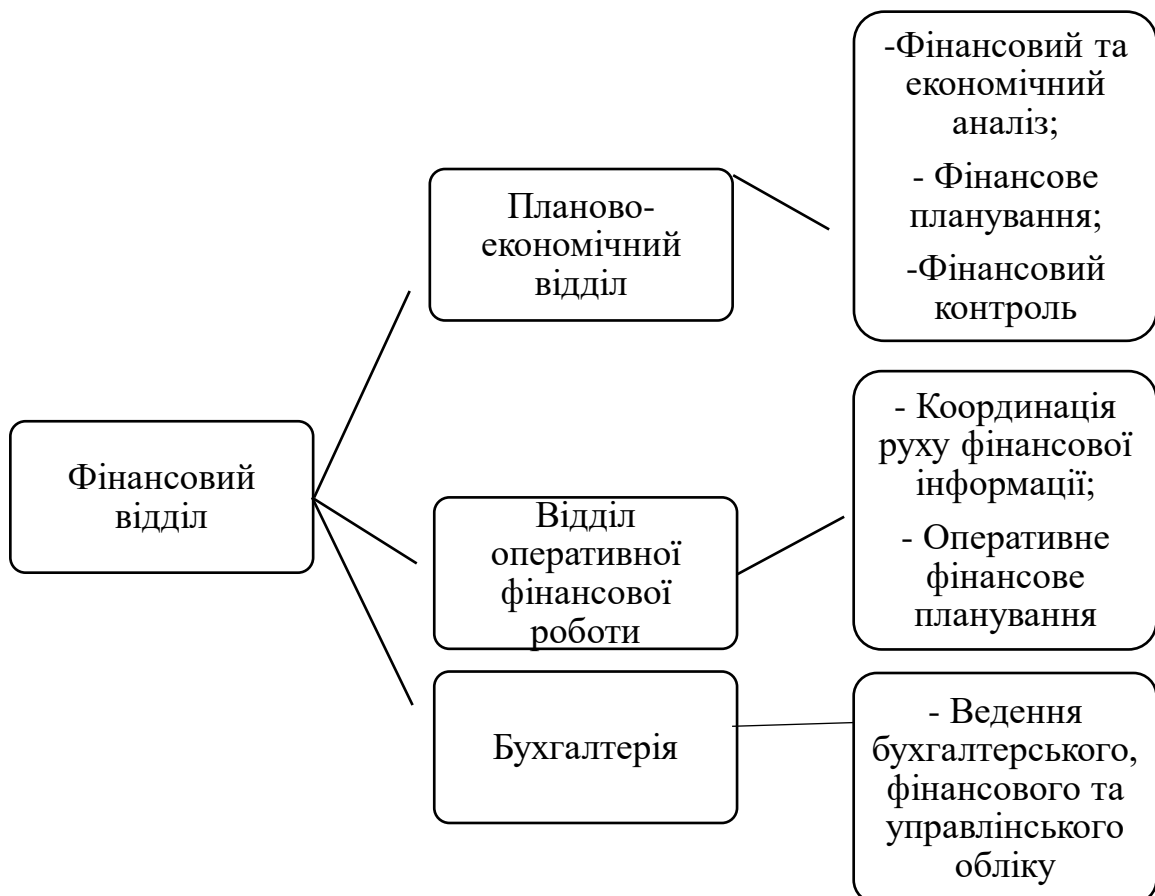 Фінансовий
відділ
Планово-
економічний
відділ
-Фінансовий та
економічний
аналіз;
- Фінансове
планування;
-Фінансовий
контроль
Відділ
оперативної
фінансової
роботи
- Координація
руху фінансової
інформації;
- Оперативне
фінансове
планування
Бухгалтерія
- Ведення
бухгалтерського,
фінансового та
управлінського
обліку